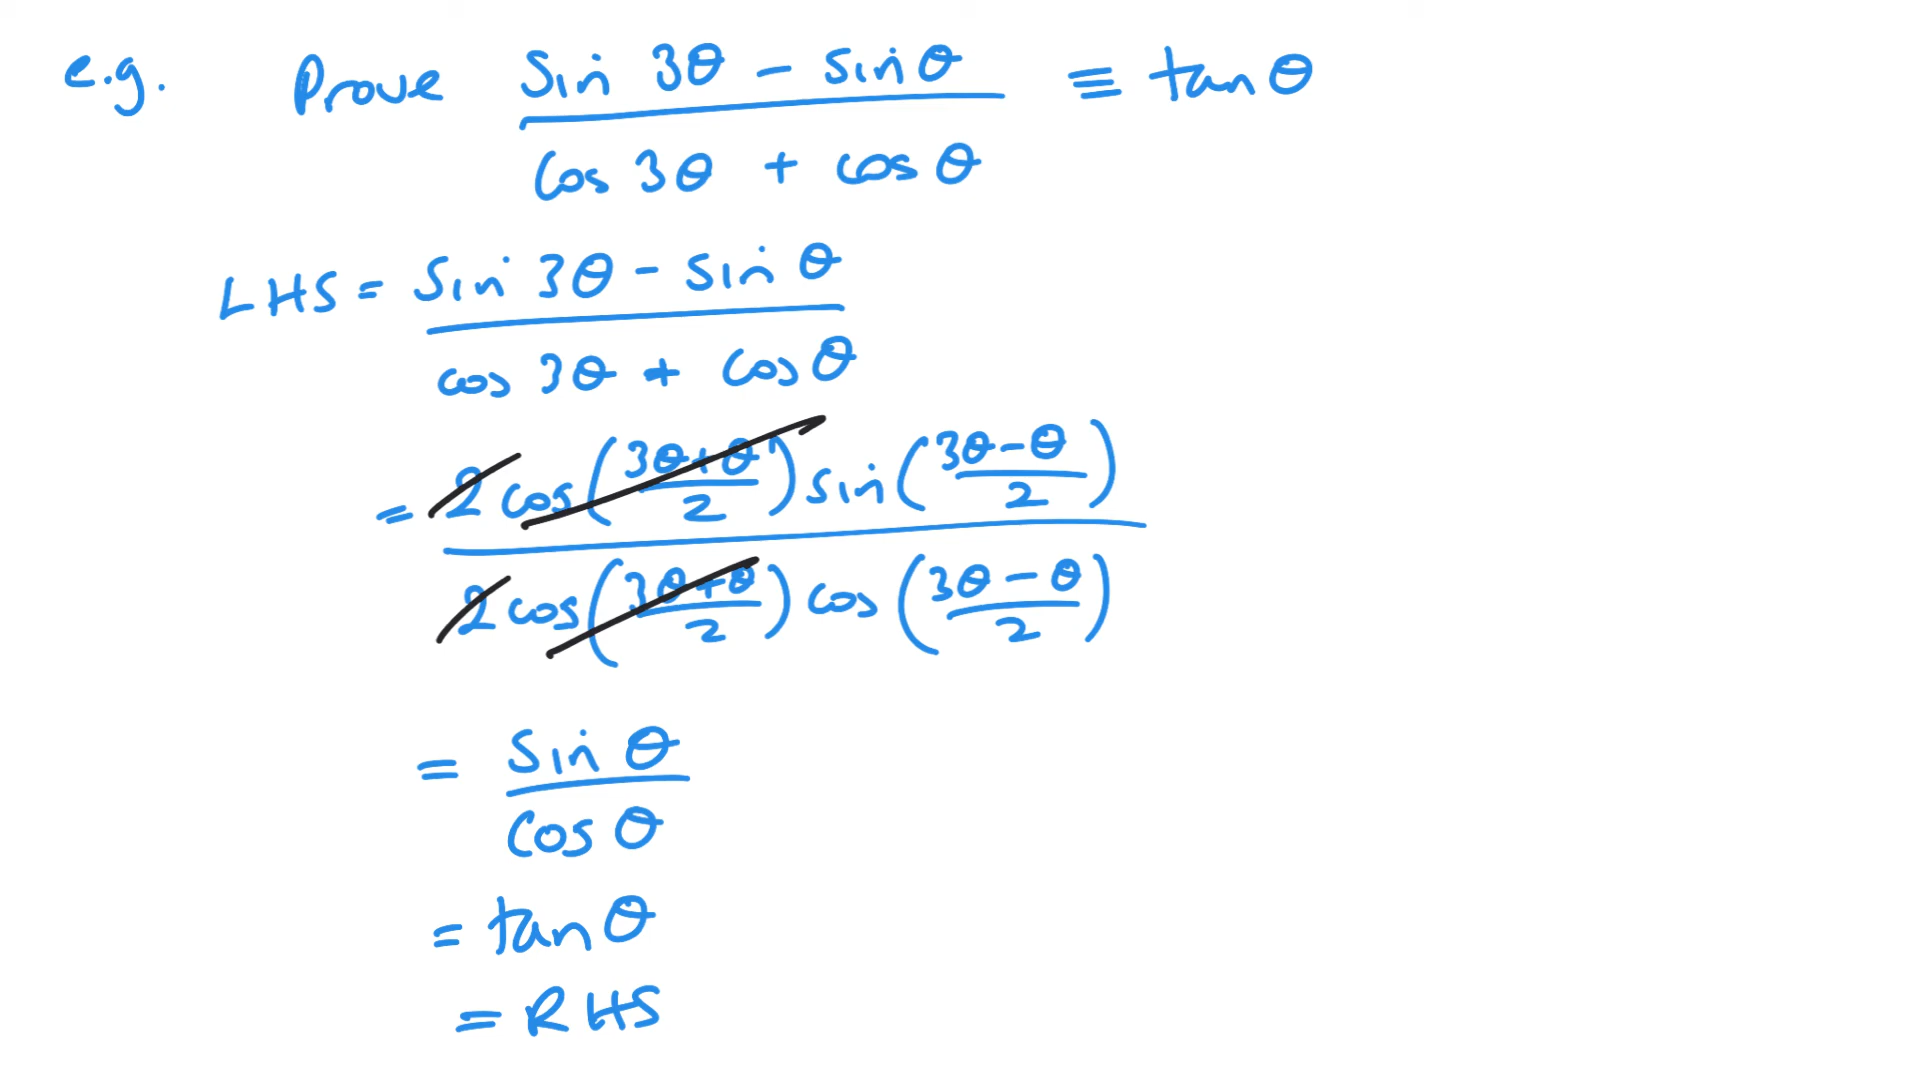 e.g. Prove sin 3θ - sin θ / cos 3θ + cos θ ≡ tan θ
LHS = sin 3θ - sin θ / cos 3θ + cos θ
= 2 cos(3θ+θ / 2) sin(3θ-θ / 2) / 2 cos(3θ+θ / 2) cos(3θ-θ / 2)
= sin θ / cos θ
= tan θ
= RHS